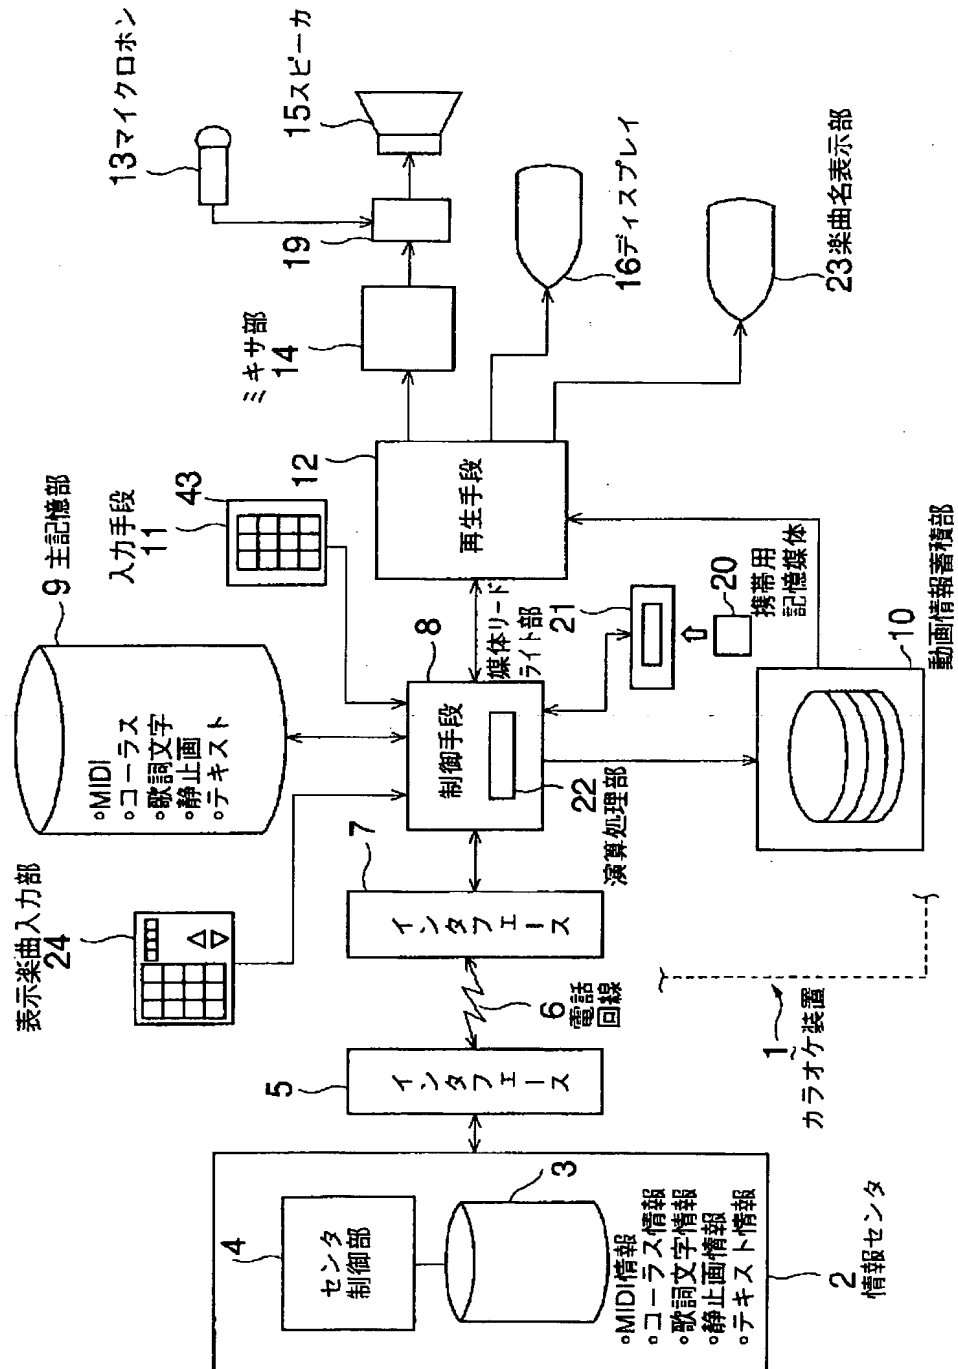 13マイクロホン
15スピーカ
19
ミキサ部
14
16ディスプレイ
23楽曲名表示部
9 主記憶部
°MIDI
°コーラス
°歌詞文字
°静止画
°テキスト
入力手段
11
43
12
再生手段
8
制御手段
22
演算処理部
媒体リード
ライト部
21
20
携帯用
記憶媒体
10
動画情報蓄積部
表示楽曲入力部
24
7
インタフェース
6
電話
回線
5
インタフェース
1
カラオケ装置
4
センタ
制御部
3
°MIDI情報
°コーラス情報
°歌詞文字情報
°静止画情報
°テキスト情報
2
情報センタ